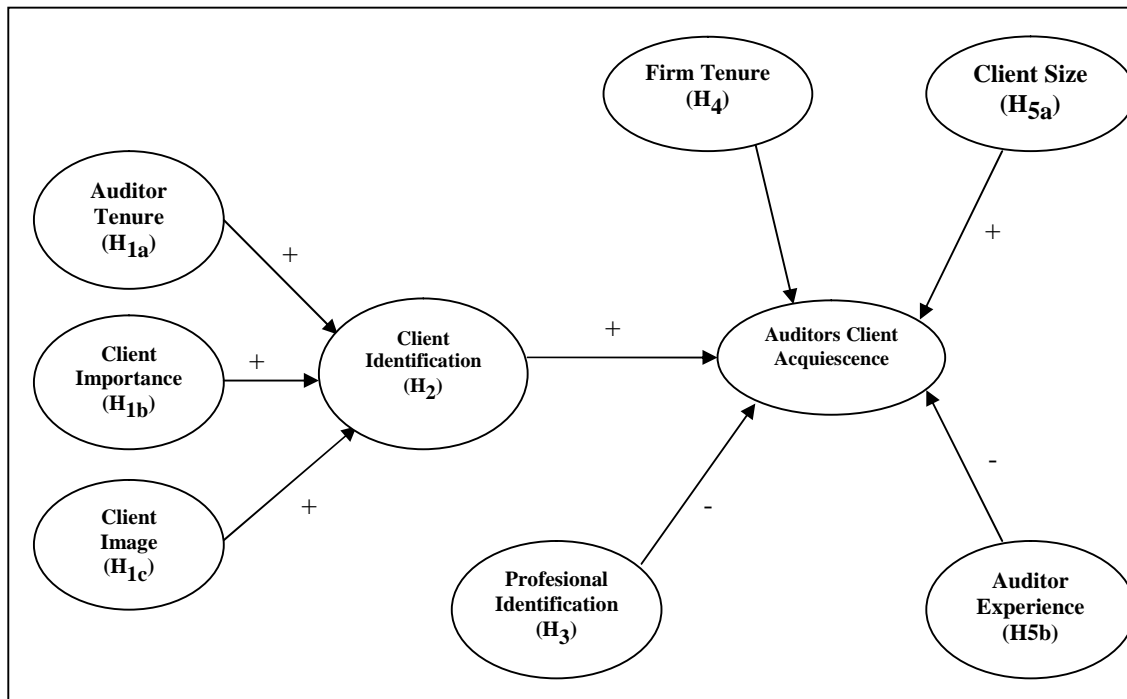 Firm Tenure
(H4)
Client Size
(H5a)
Auditor
Tenure
(H1a)
+
+
Client
Importance
(H1b)
+
Client
Identification
(H2)
+
Auditors Client
Acquiescence
Client
Image
(H1c)
+
-
-
Profesional
Identification
(H3)
Auditor
Experience
(H5b)